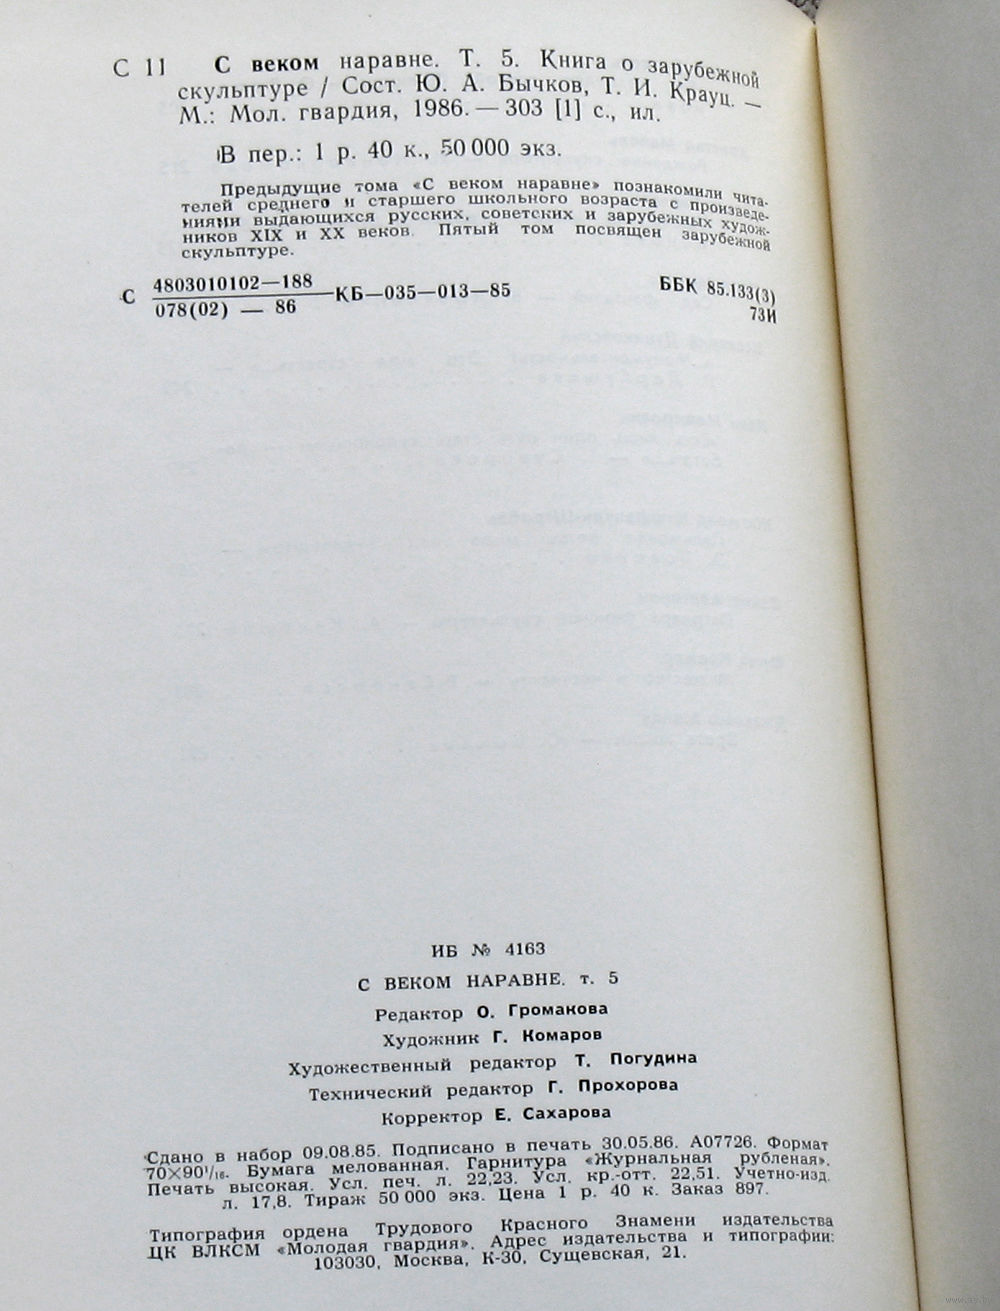 С 11 С веком наравне. Т. 5. Книга о зарубежной
скульптуре / Сост. Ю. А. Бычков, Т. И. Крауц. —
М.: Мол. гвардия, 1986. — 303 [1] с., ил.
В пер.: 1 р. 40 к., 50 000 экз.
Предыдущие тома «С веком наравне» познакомили чита-
телей среднего и старшего школьного возраста с произведе-
ниями выдающихся русских, советских и зарубежных худож-
ников XIX и XX веков. Пятый том посвящен зарубежной
скульптуре.
С 4803010102—188
078(02) — 86
КБ—035—013—85
ББК 85.133(3)
73И
ИБ № 4163
С ВЕКОМ НАРАВНЕ. т. 5
Редактор О. Громакова
Художник Г. Комаров
Художественный редактор Т. Погудина
Технический редактор Г. Прохорова
Корректор Е. Сахарова
Сдано в набор 09.08.85. Подписано в печать 30.05.86. А07726. Формат
70×90¹/₁₆. Бумага мелованная. Гарнитура «Журнальная рубленая».
Печать высокая. Усл. печ. л. 22,23. Усл. кр.-отт. 22,51. Учетно-изд.
л. 17,8. Тираж 50 000 экз. Цена 1 р. 40 к. Заказ 897.
Типография ордена Трудового Красного Знамени издательства
ЦК ВЛКСМ «Молодая гвардия». Адрес издательства и типографии:
103030, Москва, К-30, Сущевская, 21.